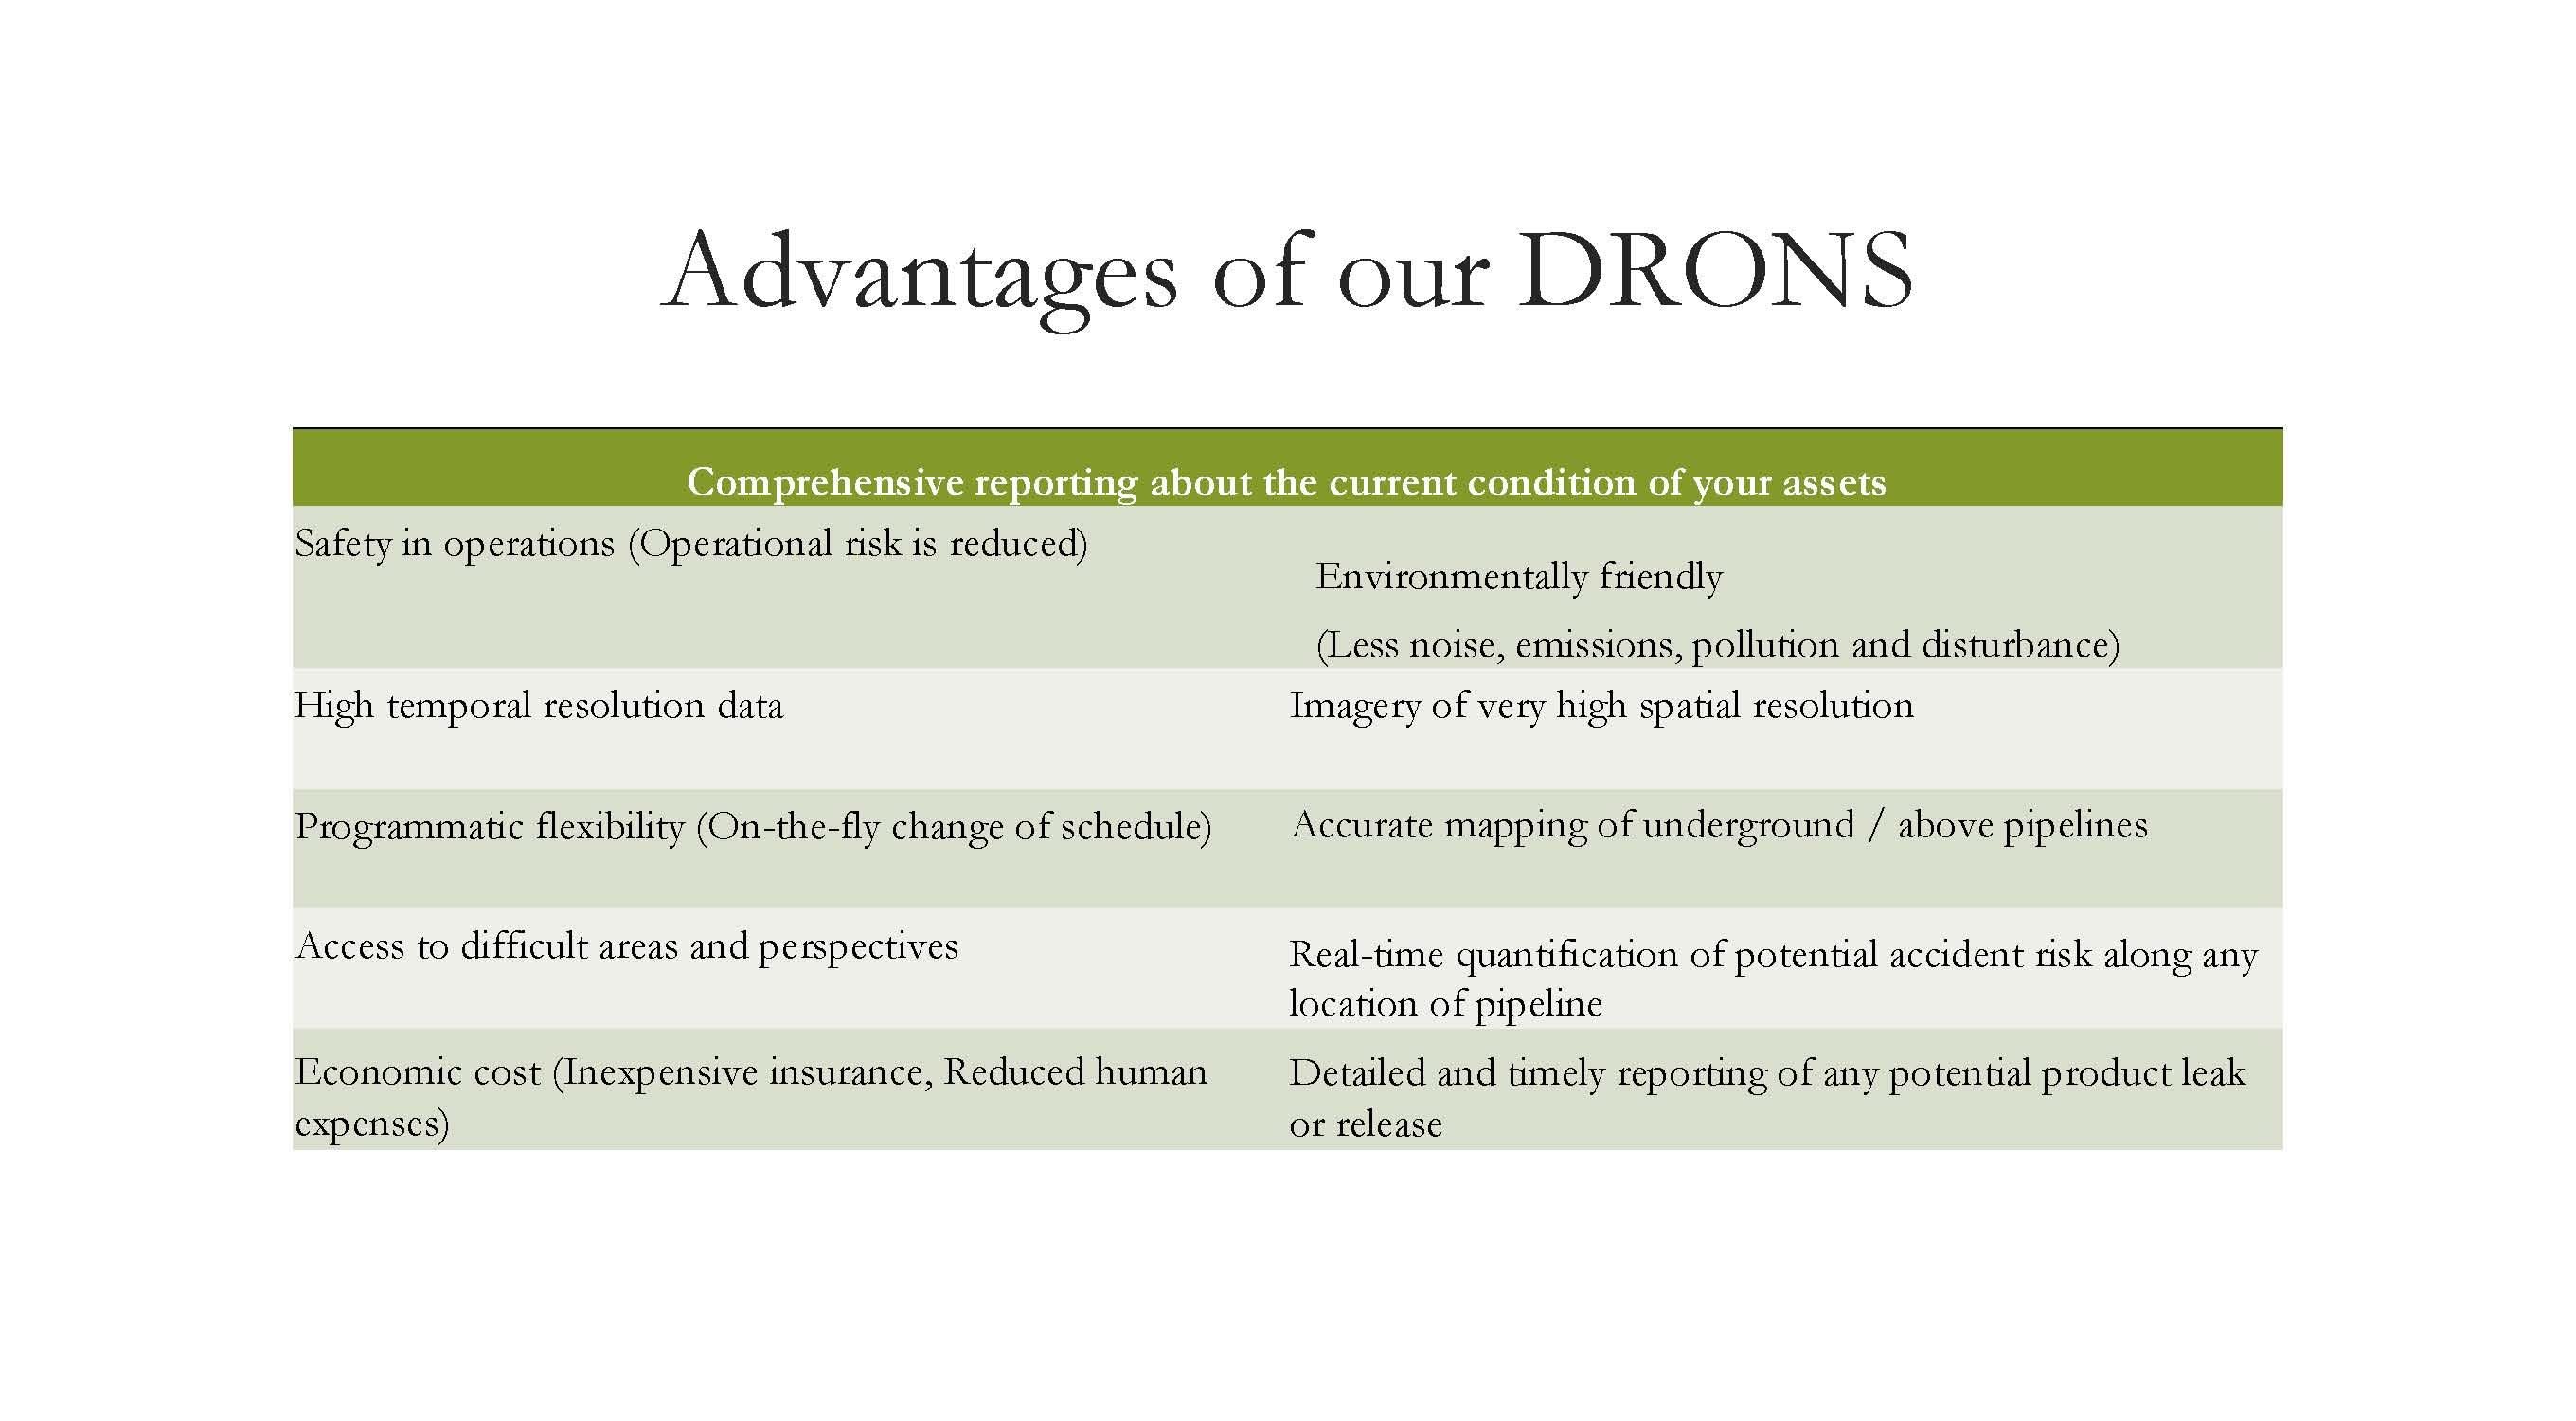 Advantages of our DRONS
Comprehensive reporting about the current condition of your assets
Safety in operations (Operational risk is reduced)
Environmentally friendly
(Less noise, emissions, pollution and disturbance)
High temporal resolution data
Imagery of very high spatial resolution
Programmatic flexibility (On-the-fly change of schedule)
Accurate mapping of underground / above pipelines
Access to difficult areas and perspectives
Real-time quantification of potential accident risk along any
location of pipeline
Economic cost (Inexpensive insurance, Reduced human
expenses)
Detailed and timely reporting of any potential product leak
or release